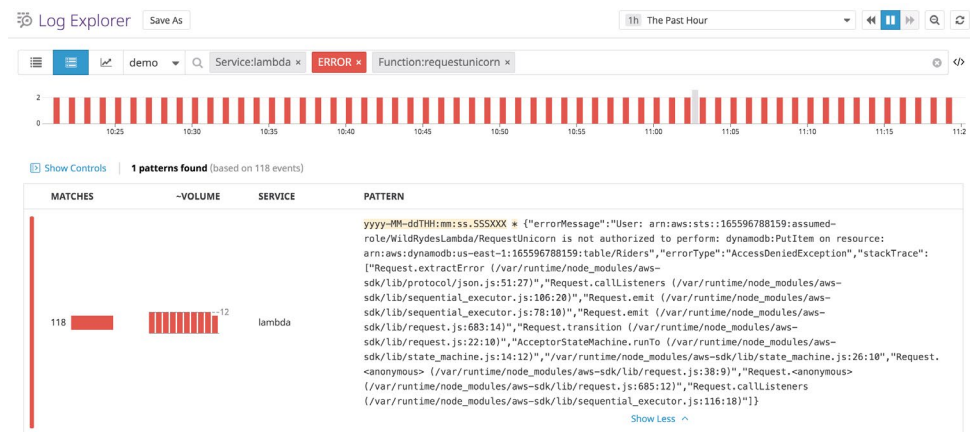 Log Explorer Save As 1h The Past Hour
demo Service:lambda × ERROR × Function:requestunicorn × </>
2
0
10:25 10:30 10:35 10:40 10:45 10:50 10:55 11:00 11:05 11:10 11:15 11:2
Show Controls 1 patterns found (based on 118 events)
MATCHES ~VOLUME SERVICE PATTERN
yyyy-MM-ddTHH:mm:ss.SSSXXX * {"errorMessage":"User: arn:aws:sts::165596788159:assumed-
role/WildRydesLambda/RequestUnicorn is not authorized to perform: dynamodb:PutItem on resource:
arn:aws:dynamodb:us-east-1:165596788159:table/Riders","errorType":"AccessDeniedException","stackTrace":
["Request.extractError (/var/runtime/node_modules/aws-
sdk/lib/protocol/json.js:51:27)","Request.callListeners (/var/runtime/node_modules/aws-
sdk/lib/sequential_executor.js:106:20)","Request.emit (/var/runtime/node_modules/aws-
sdk/lib/sequential_executor.js:78:10)","Request.emit (/var/runtime/node_modules/aws-
sdk/lib/request.js:683:14)","Request.transition (/var/runtime/node_modules/aws-
sdk/lib/request.js:22:10)","AcceptorStateMachine.runTo (/var/runtime/node_modules/aws-
sdk/lib/state_machine.js:14:12)","/var/runtime/node_modules/aws-sdk/lib/state_machine.js:26:10","Request.
<anonymous> (/var/runtime/node_modules/aws-sdk/lib/request.js:38:9)","Request.<anonymous>
(/var/runtime/node_modules/aws-sdk/lib/request.js:685:12)","Request.callListeners
(/var/runtime/node_modules/aws-sdk/lib/sequential_executor.js:116:18)"]}
118 12 lambda
Show Less